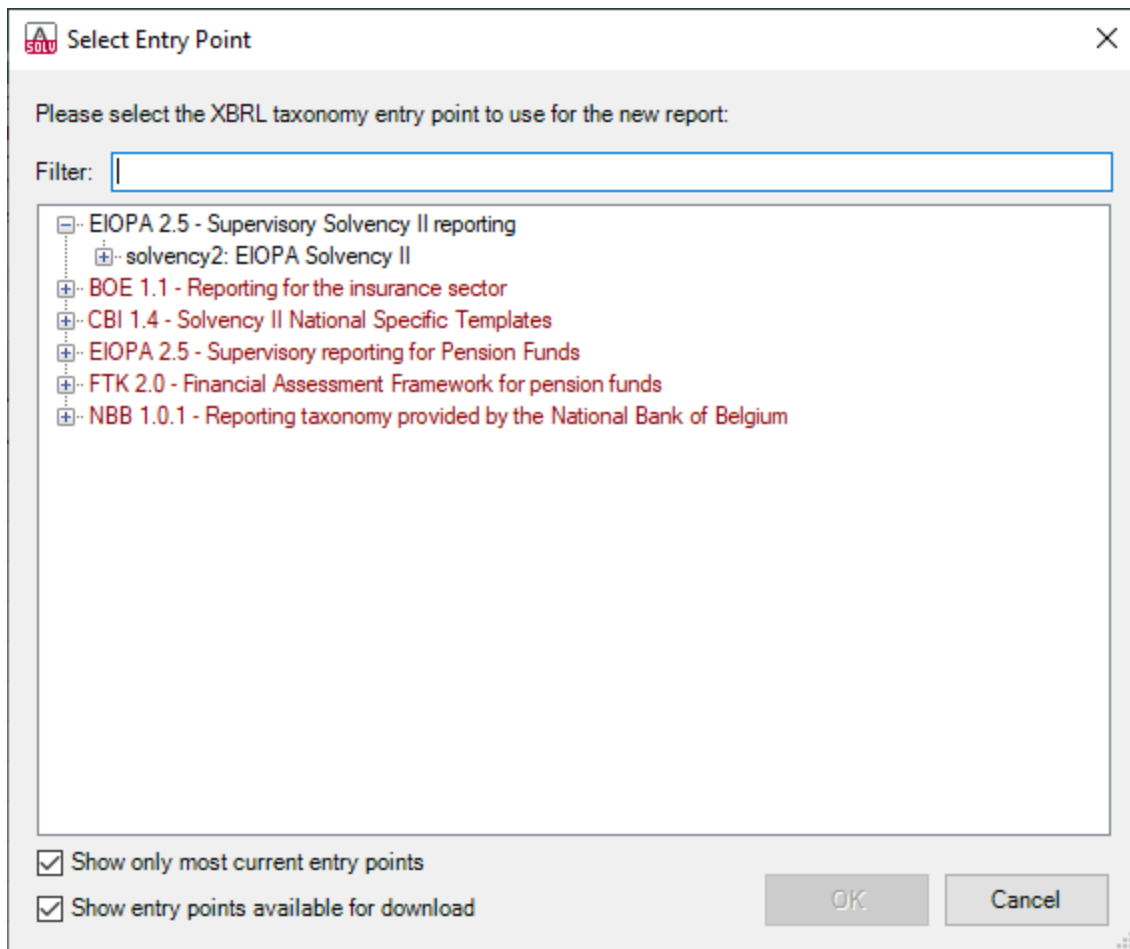 A
SOLV
Select Entry Point
Please select the XBRL taxonomy entry point to use for the new report:
Filter:
EIOPA 2.5 - Supervisory Solvency II reporting
solvency2: EIOPA Solvency II
BOE 1.1 - Reporting for the insurance sector
CBI 1.4 - Solvency II National Specific Templates
EIOPA 2.5 - Supervisory reporting for Pension Funds
FTK 2.0 - Financial Assessment Framework for pension funds
NBB 1.0.1 - Reporting taxonomy provided by the National Bank of Belgium
Show only most current entry points
Show entry points available for download
OK
Cancel